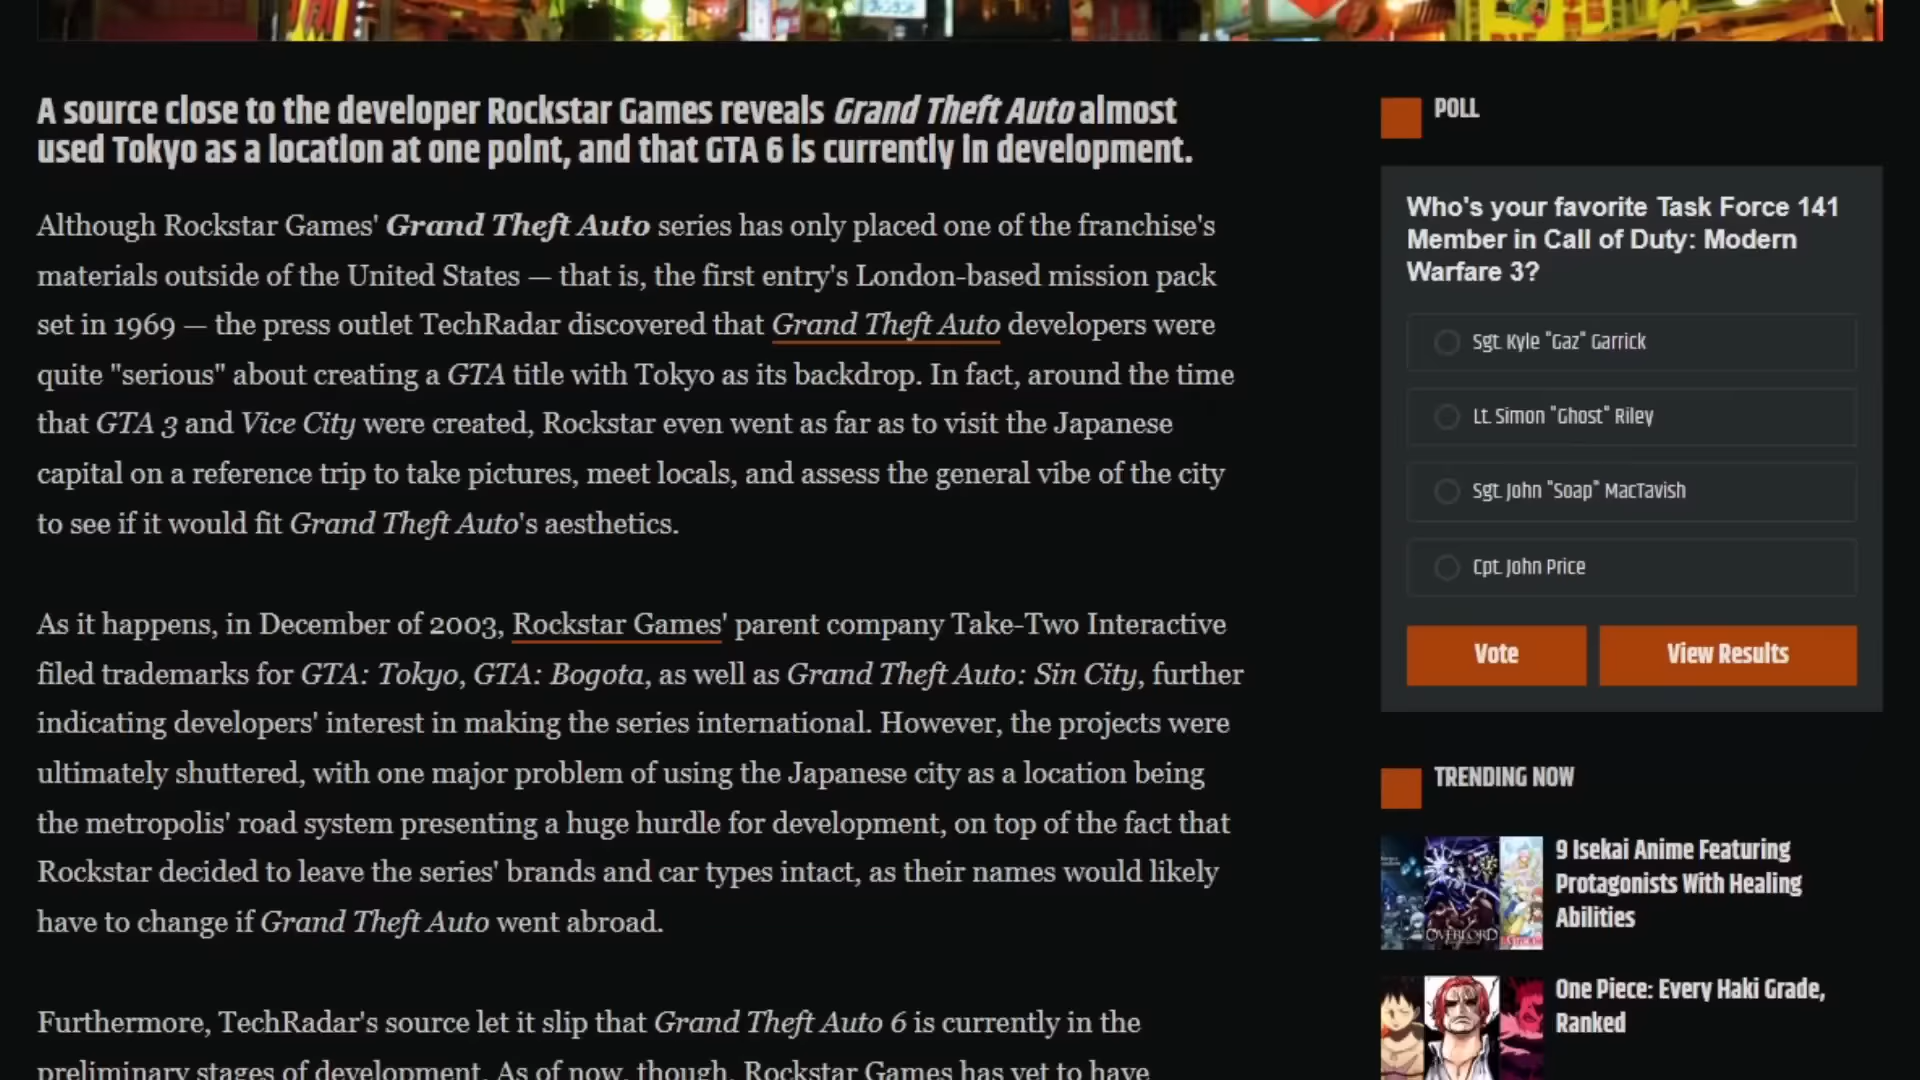 A source close to the developer Rockstar Games reveals Grand Theft Auto almost
used Tokyo as a location at one point, and that GTA 6 is currently in development.
Although Rockstar Games' Grand Theft Auto series has only placed one of the franchise's
materials outside of the United States — that is, the first entry's London-based mission pack
set in 1969 — the press outlet TechRadar discovered that Grand Theft Auto developers were
quite "serious" about creating a GTA title with Tokyo as its backdrop. In fact, around the time
that GTA 3 and Vice City were created, Rockstar even went as far as to visit the Japanese
capital on a reference trip to take pictures, meet locals, and assess the general vibe of the city
to see if it would fit Grand Theft Auto's aesthetics.
As it happens, in December of 2003, Rockstar Games' parent company Take-Two Interactive
filed trademarks for GTA: Tokyo, GTA: Bogota, as well as Grand Theft Auto: Sin City, further
indicating developers' interest in making the series international. However, the projects were
ultimately shuttered, with one major problem of using the Japanese city as a location being
the metropolis' road system presenting a huge hurdle for development, on top of the fact that
Rockstar decided to leave the series' brands and car types intact, as their names would likely
have to change if Grand Theft Auto went abroad.
Furthermore, TechRadar's source let it slip that Grand Theft Auto 6 is currently in the
preliminary stages of development. As of now, though, Rockstar Games has yet to have
POLL
Who's your favorite Task Force 141
Member in Call of Duty: Modern
Warfare 3?
Sgt. Kyle "Gaz" Garrick
Lt. Simon "Ghost" Riley
Sgt. John "Soap" MacTavish
Cpt. John Price
Vote
View Results
TRENDING NOW
9 Isekai Anime Featuring
Protagonists With Healing
Abilities
OVERLORD
One Piece: Every Haki Grade,
Ranked